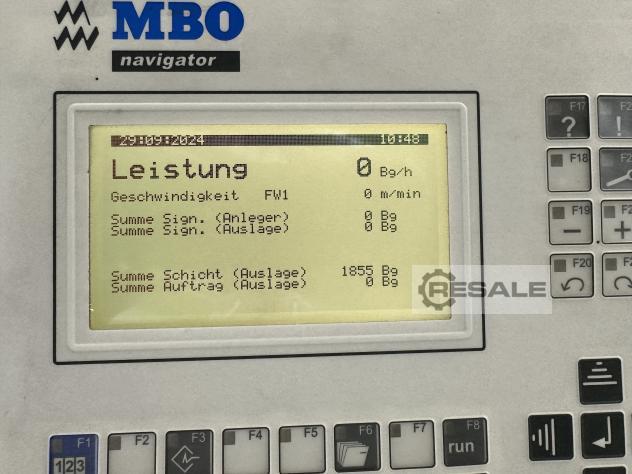 MBO
navigator
29:09:2024 10:48
Leistung 0 Bg/h
Geschwindigkeit FW1 0 m/min
Summe Sign. (Anleger) 0 Bg
Summe Sign. (Auslage) 0 Bg
Summe Schicht (Auslage) 1855 Bg
Summe Auftrag (Auslage) 0 Bg
RESALE
F17
?
!
F18
F19
− +
F20
F1 F2 F3 F4 F5 F6 F7 F8
123 run